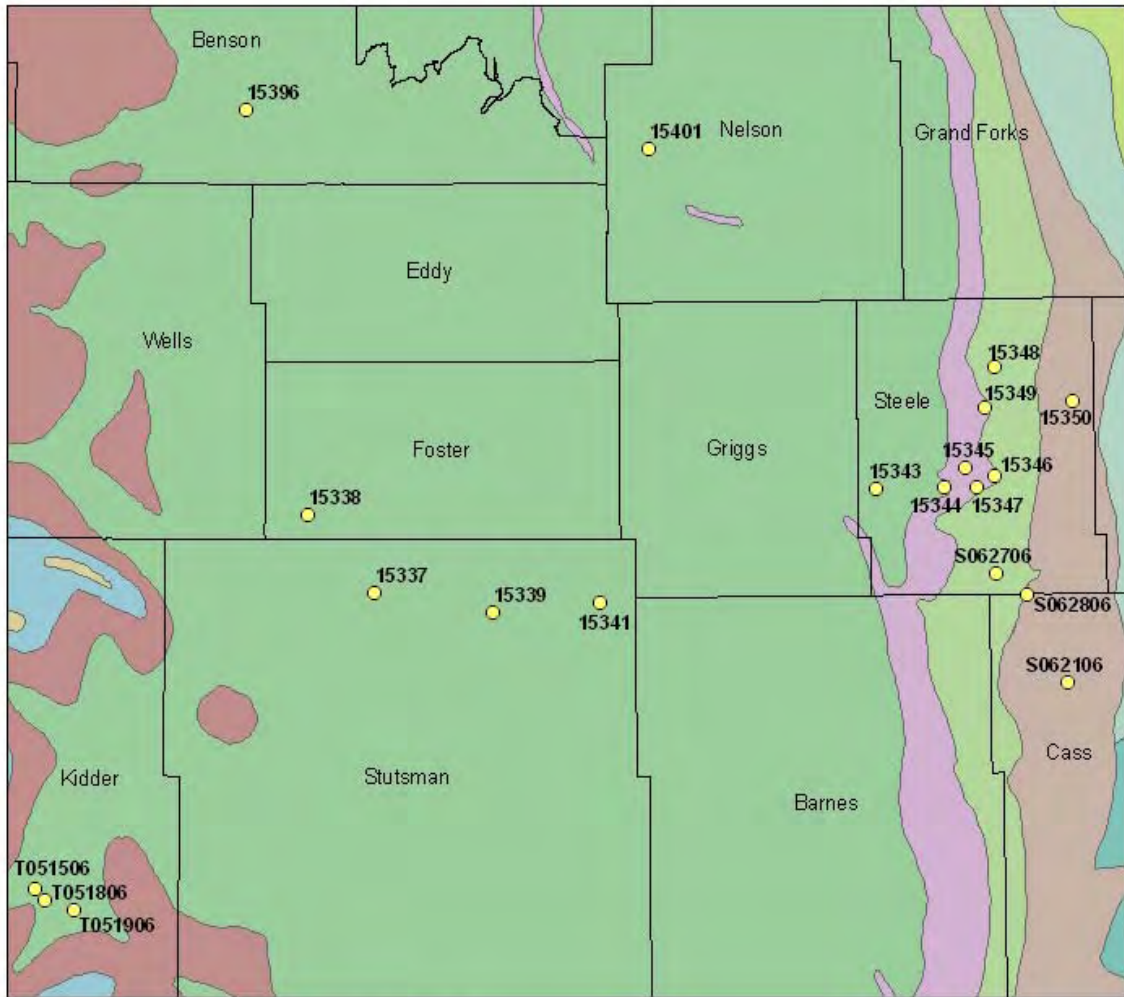 Benson
15396
15401
Nelson
Grand Forks
Eddy
Wells
15348
15349
Steele
15350
Foster
Griggs
15345
15343
15346
15338
15344
15347
S062706
15337
15339
S062806
15341
S062106
Cass
Kidder
Stutsman
Barnes
T051506
T051806
T051906